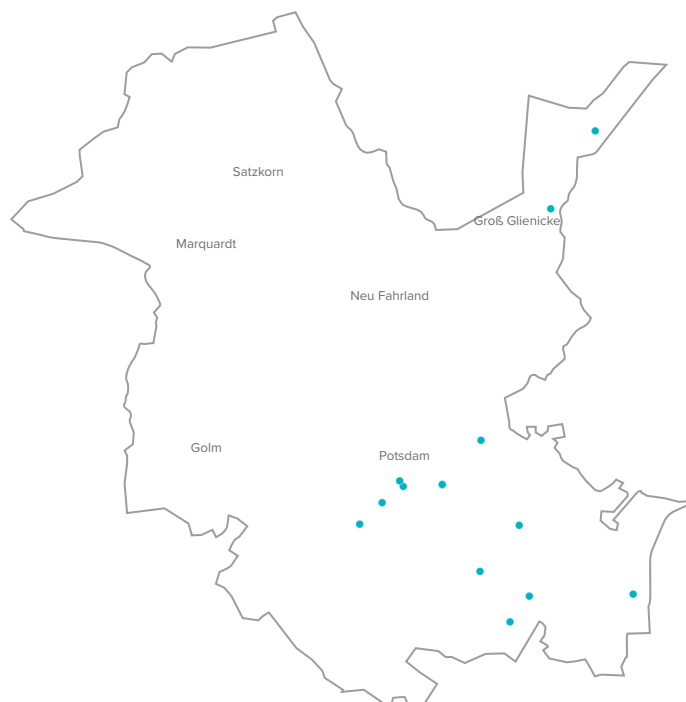 Satzkorn
Groß Glienicke
Marquardt
Neu Fahrland
Golm
Potsdam